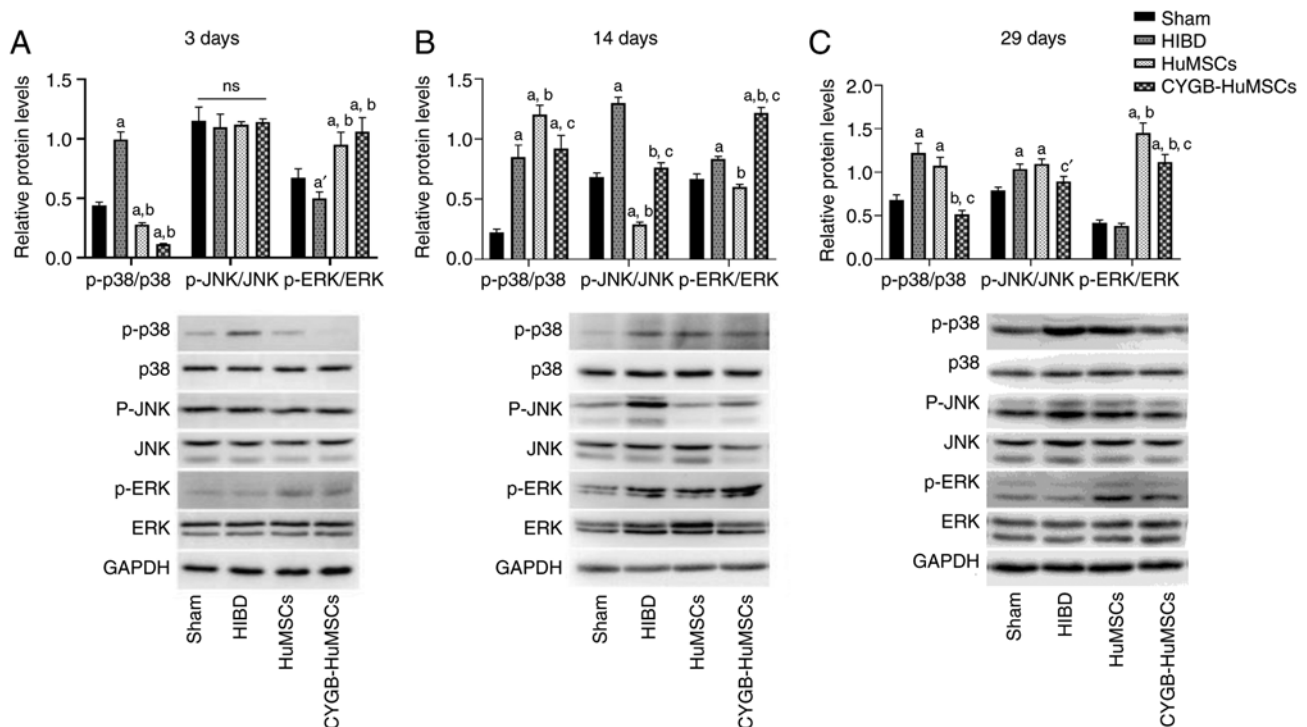 Sham
HIBD
HuMSCs
CYGB-HuMSCs
A
3 days
Relative protein levels
1.5
1.0
0.5
0.0
a
a,b
a,b
ns
a′
a,b
a, b
p-p38/p38
p-JNK/JNK
p-ERK/ERK
p-p38
p38
P-JNK
JNK
p-ERK
ERK
GAPDH
Sham
HIBD
HuMSCs
CYGB-HuMSCs
B
14 days
Relative protein levels
1.5
1.0
0.5
0.0
a
a, b
a, c
a
a, b
b, c
a
b
a,b, c
p-p38/p38
p-JNK/JNK
p-ERK/ERK
p-p38
p38
P-JNK
JNK
p-ERK
ERK
GAPDH
Sham
HIBD
HuMSCs
CYGB-HuMSCs
C
29 days
Relative protein levels
2.0
1.5
1.0
0.5
0.0
a
a
b, c
a
a
c′
a, b
a, b, c
p-p38/p38
p-JNK/JNK
p-ERK/ERK
p-p38
p38
P-JNK
JNK
p-ERK
ERK
GAPDH
Sham
HIBD
HuMSCs
CYGB-HuMSCs